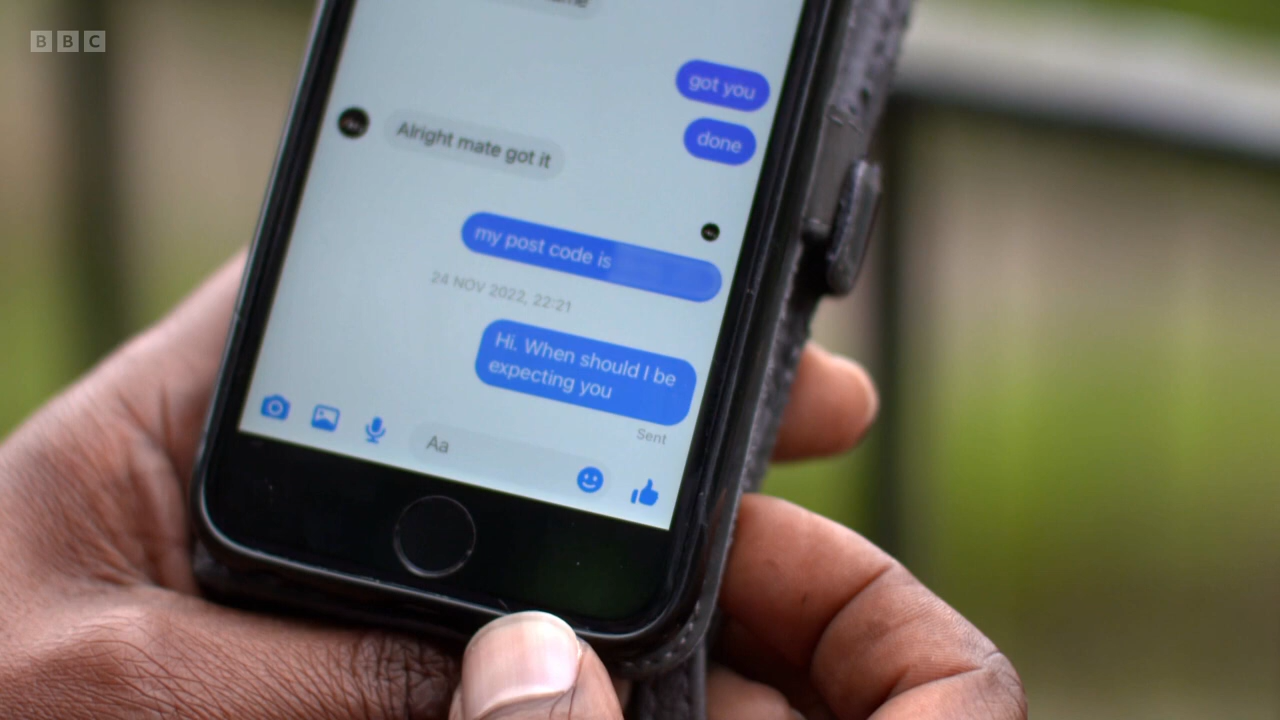 BBC
got you
done
Alright mate got it
my post code is
24 NOV 2022, 22:21
Hi. When should I be
expecting you
Sent
Aa